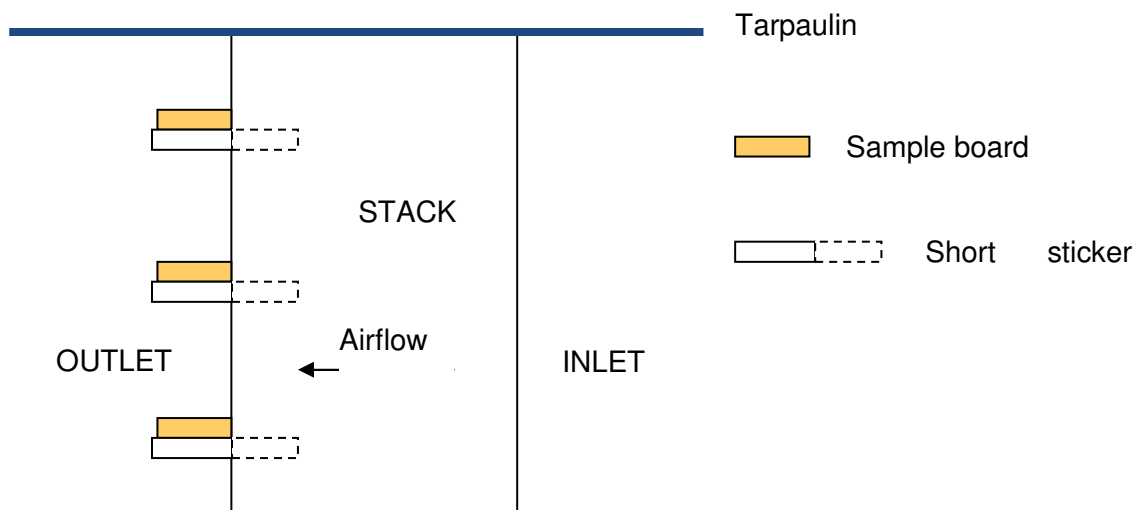 Tarpaulin
Sample board
STACK
Short sticker
Airflow
OUTLET
INLET